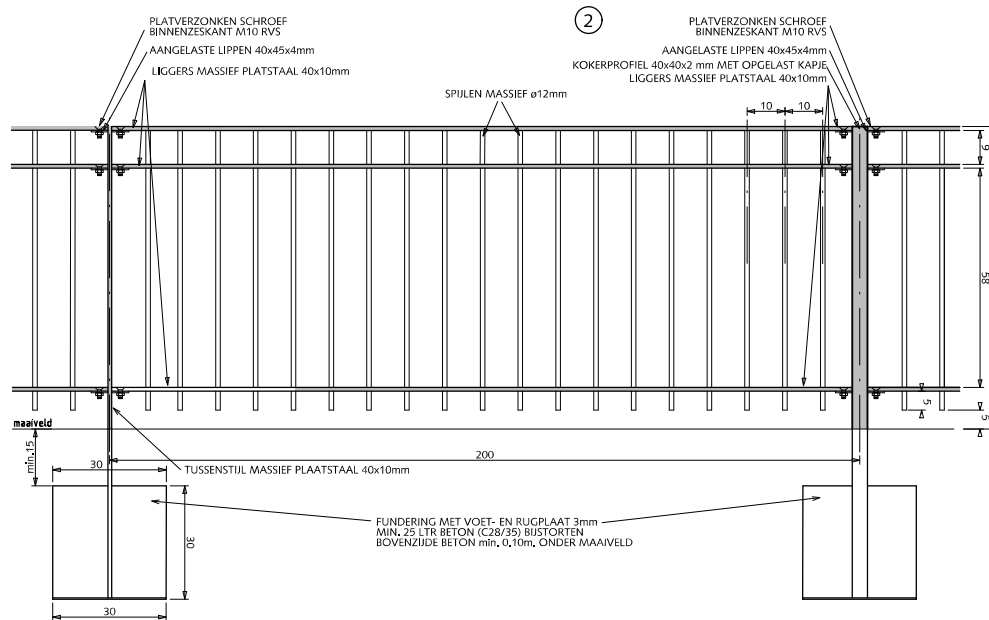 2
PLATVERZONKEN SCHROEF
BINNENZESKANT M10 RVS
AANGELASTE LIPPEN 40x45x4mm
LIGGERS MASSIEF PLATSTAAL 40x10mm
SPIJLEN MASSIEF ø12mm
PLATVERZONKEN SCHROEF
BINNENZESKANT M10 RVS
AANGELASTE LIPPEN 40x45x4mm
KOKERPROFIEL 40x40x2 mm MET OPGELAST KAPJE
LIGGERS MASSIEF PLATSTAAL 40x10mm
10 10
9
58
5
5
maaiveld
min.15
200
30
TUSSENSTIJL MASSIEF PLAATSTAAL 40x10mm
FUNDERING MET VOET- EN RUGPLAAT 3mm
MIN. 25 LTR BETON (C28/35) BIJSTORTEN
BOVENZIJDE BETON min. 0,10m. ONDER MAAIVELD
30
30